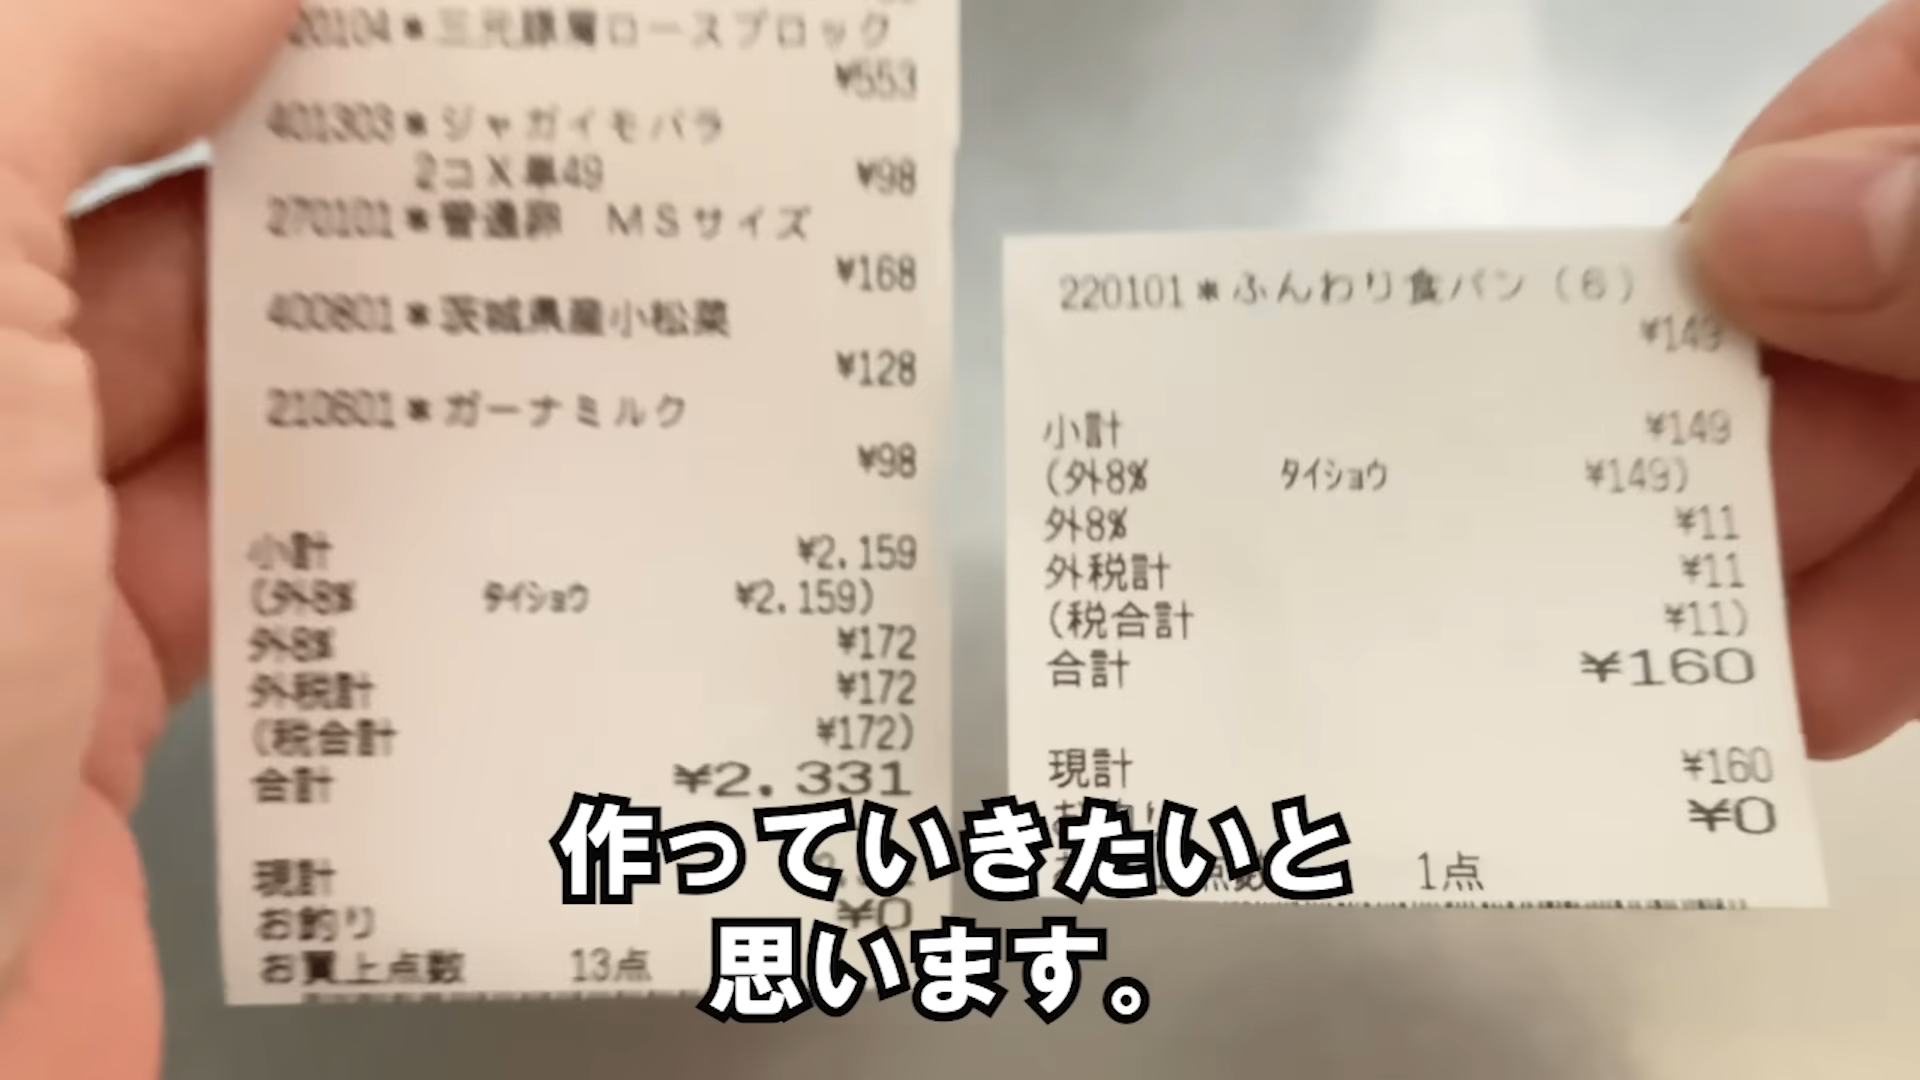 三元豚肩ロースブロック
¥553
401303*ジャガイモバラ
2コX単49 ¥98
270101*普通卵 MSサイズ
¥168
400801*茨城県産小松菜
¥128
210601*ガーナミルク
¥98
小計 ¥2,159
(外8% タイショウ ¥2,159)
外8% ¥172
外税計 ¥172
(税合計 ¥172)
合計 ¥2,331
現計
お釣り ¥0
お買上点数 13点
220101*ふんわり食パン(6)
¥149
小計 ¥149
(外8% タイショウ ¥149)
外8% ¥11
外税計 ¥11
(税合計 ¥11)
合計 ¥160
現計 ¥160
¥0
点数 1点
作っていきたいと
思います。